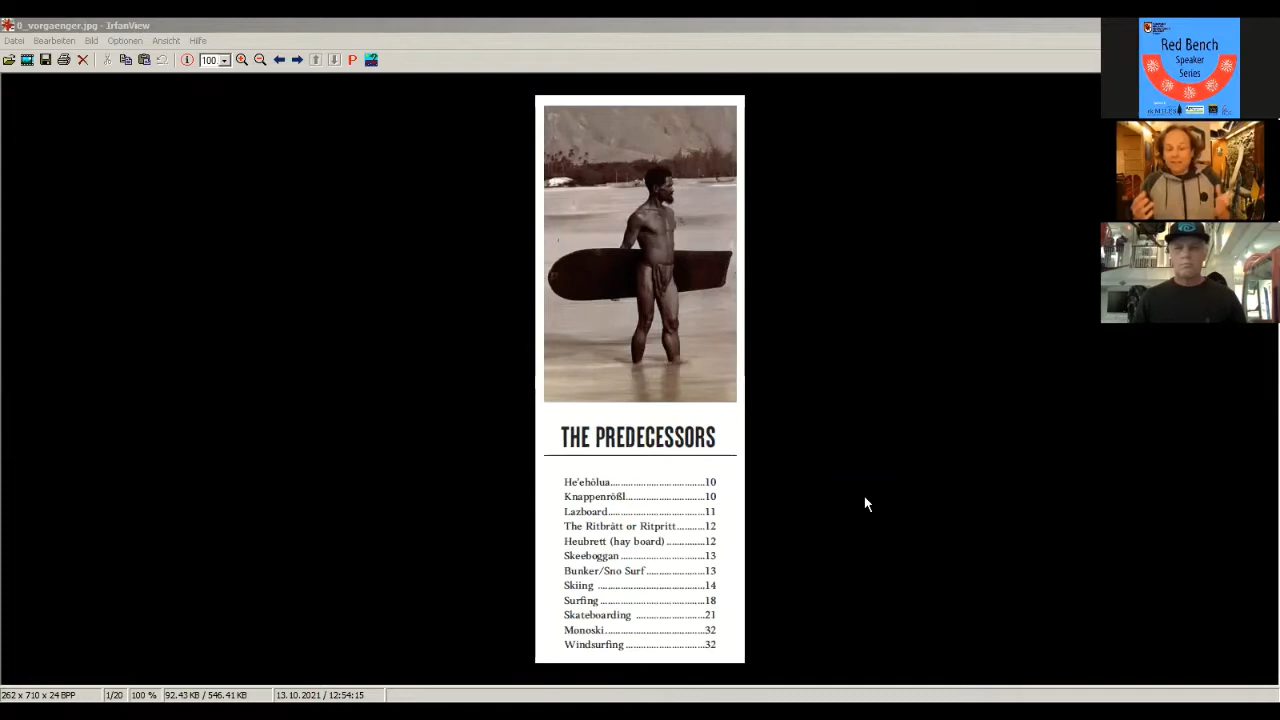 0_vorgaenger.jpg - IrfanView
Datei Bearbeiten Bild Optionen Ansicht Hilfe
100
P
Red Bench
Speaker
Series
THE PREDECESSORS
He'ehōlua 10
Knappenrößl 10
Lazboard 11
The Ritbrätt or Ritpritt 12
Heubrett (hay board) 12
Skeeboggan 13
Bunker/Sno Surf 13
Skiing 14
Surfing 18
Skateboarding 21
Monoski 32
Windsurfing 32
262 x 710 x 24 BPP 1/20 100 % 92.43 KB / 546.41 KB 13.10.2021 / 12:54:15